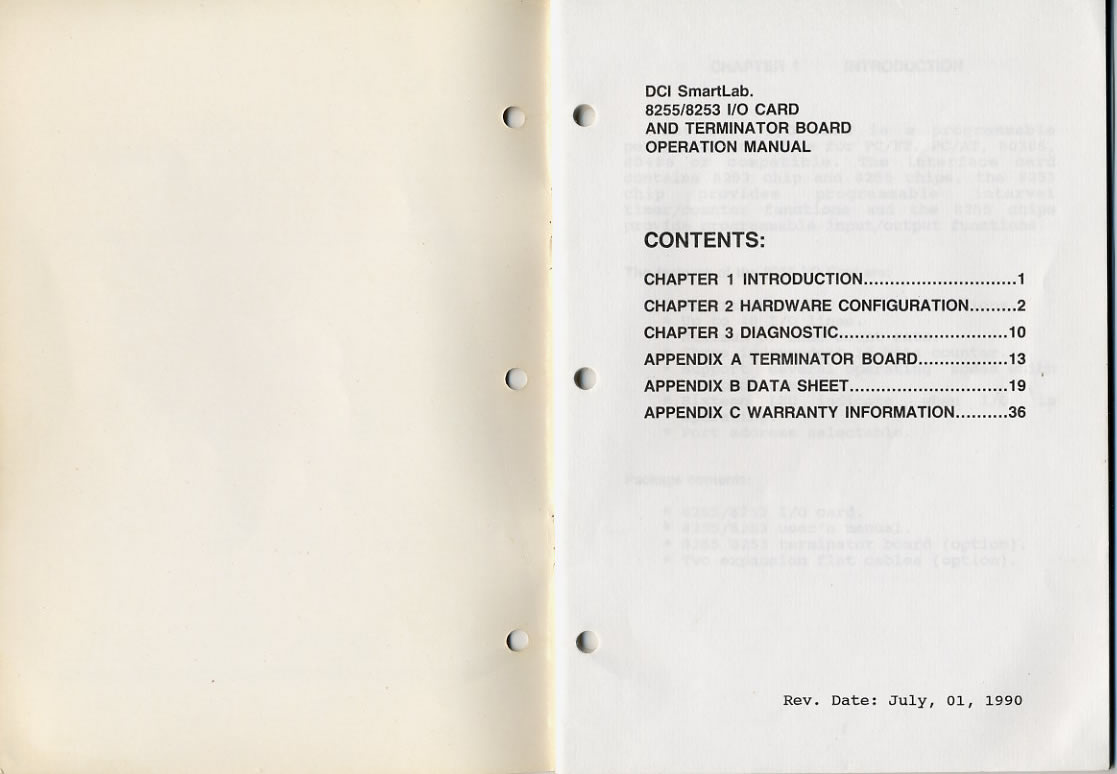 DCI SmartLab.
8255/8253 I/O CARD
AND TERMINATOR BOARD
OPERATION MANUAL
CONTENTS:
CHAPTER 1 INTRODUCTION.............................1
CHAPTER 2 HARDWARE CONFIGURATION.........2
CHAPTER 3 DIAGNOSTIC................................10
APPENDIX A TERMINATOR BOARD.................13
APPENDIX B DATA SHEET..............................19
APPENDIX C WARRANTY INFORMATION..........36
Rev. Date: July, 01, 1990